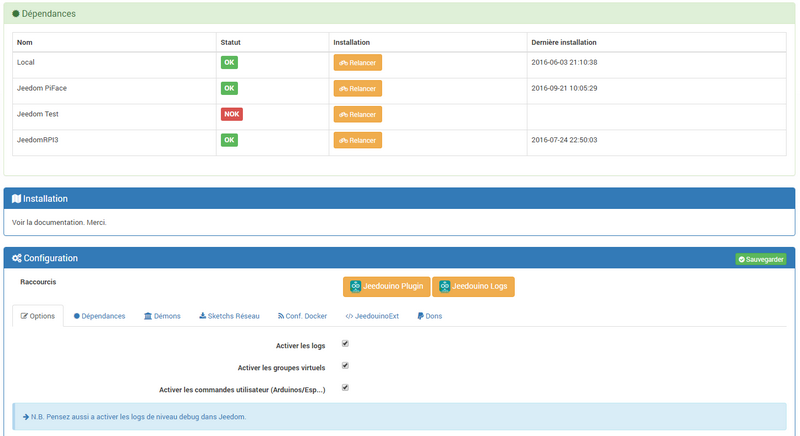 Dépendances
Nom Statut Installation Dernière installation
Local OK Relancer 2016-06-03 21:10:38
Jeedom PiFace OK Relancer 2016-09-21 10:05:29
Jeedom Test NOK Relancer
JeedomRPI3 OK Relancer 2016-07-24 22:50:03
Installation
Voir la documentation. Merci.
Configuration Sauvegarder
Raccourcis Jeedouino Plugin Jeedouino Logs
Options Dépendances Démons Sketchs Réseau Conf. Docker JeedouinoExt Dons
Activer les logs
Activer les groupes virtuels
Activer les commandes utilisateur (Arduinos/Esp...)
N.B. Pensez aussi a activer les logs de niveau debug dans Jeedom.